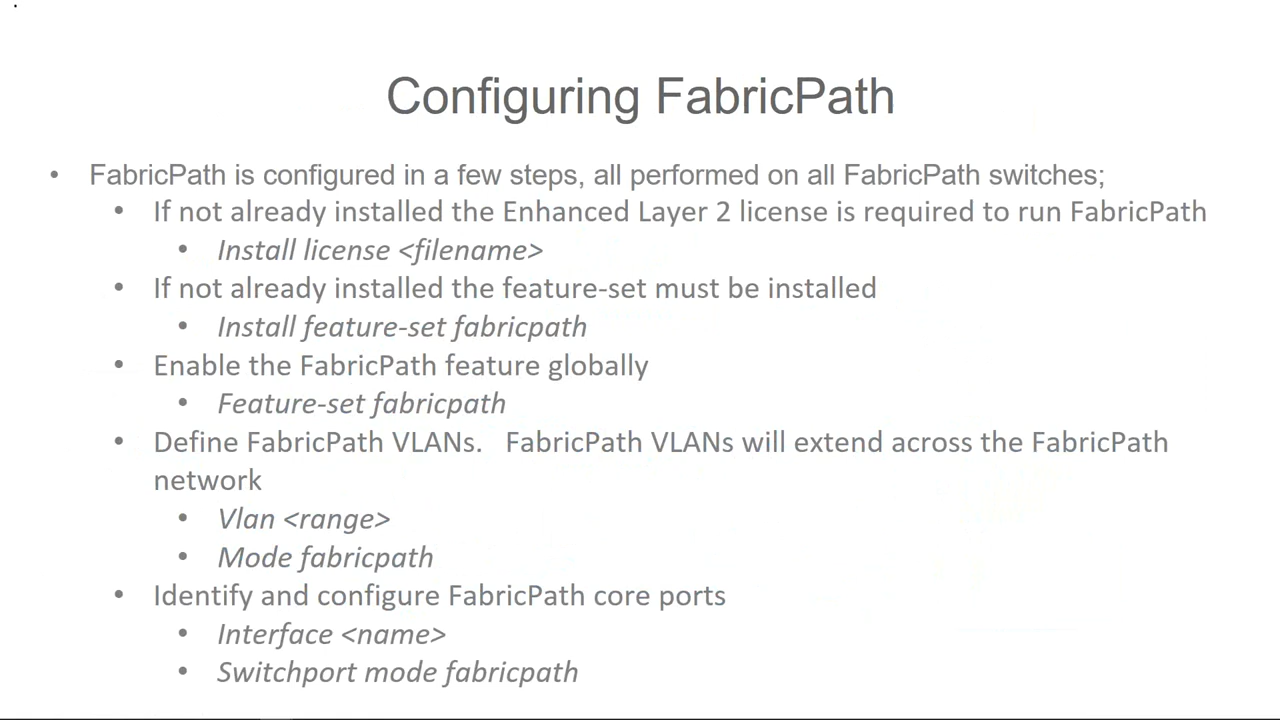 Configuring FabricPath
• FabricPath is configured in a few steps, all performed on all FabricPath switches;
• If not already installed the Enhanced Layer 2 license is required to run FabricPath
• Install license <filename>
• If not already installed the feature-set must be installed
• Install feature-set fabricpath
• Enable the FabricPath feature globally
• Feature-set fabricpath
• Define FabricPath VLANs.   FabricPath VLANs will extend across the FabricPath
network
• Vlan <range>
• Mode fabricpath
• Identify and configure FabricPath core ports
• Interface <name>
• Switchport mode fabricpath